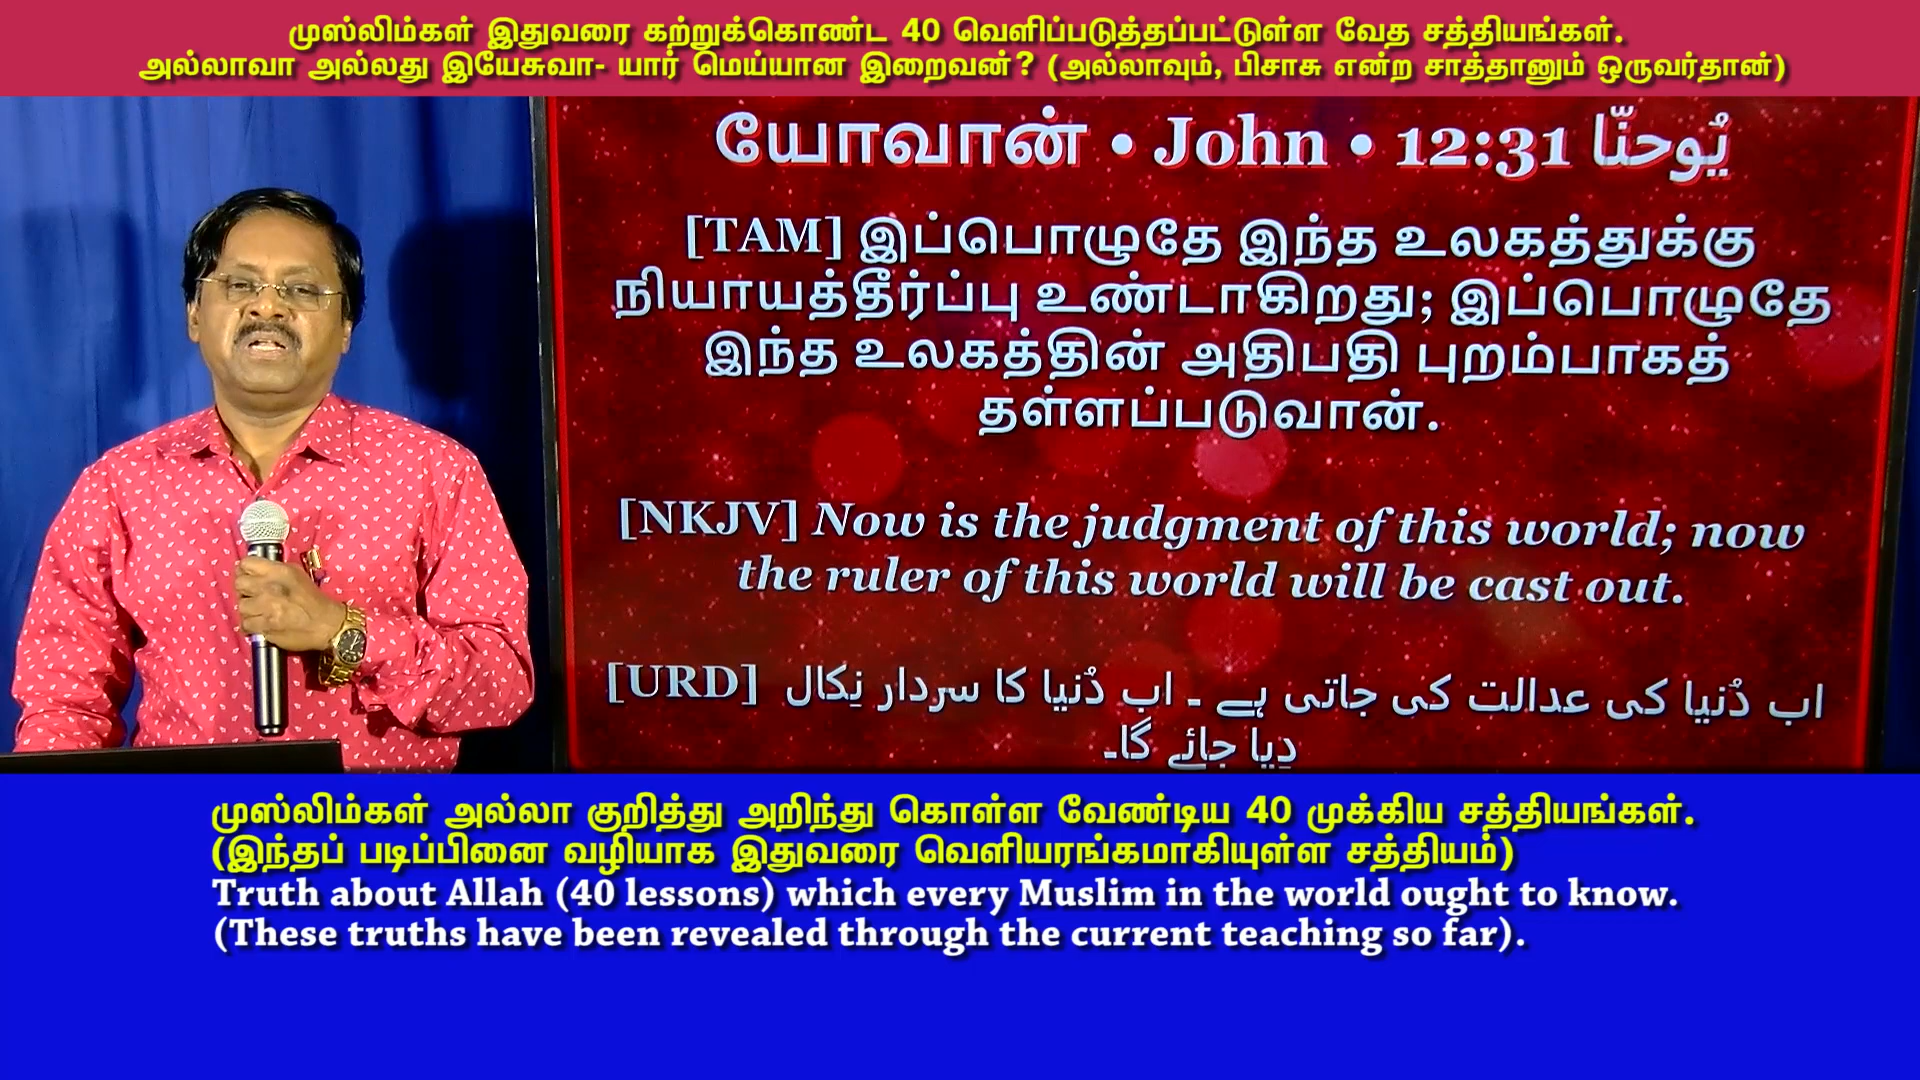 முஸ்லிம்கள் இதுவரை கற்றுக்கொண்ட 40 வெளிப்படுத்தப்பட்டுள்ள வேத சத்தியங்கள்.
அல்லாவா அல்லது இயேசுவா- யார் மெய்யான இறைவன்? (அல்லாவும், பிசாசு என்ற சாத்தானும் ஒருவர்தான்)
யோவான் • John • 12:31 يُوحنّا
[TAM] இப்பொழுதே இந்த உலகத்துக்கு
நியாயத்தீர்ப்பு உண்டாகிறது; இப்பொழுதே
இந்த உலகத்தின் அதிபதி புறம்பாகத்
தள்ளப்படுவான்.
[NKJV] Now is the judgment of this world; now
the ruler of this world will be cast out.
[URD] اب دُنیا کی عدالت کی جاتی ہے ۔ اب دُنیا کا سردار نِکال
دِیا جائے گا۔
முஸ்லிம்கள் அல்லா குறித்து அறிந்து கொள்ள வேண்டிய 40 முக்கிய சத்தியங்கள்.
(இந்தப் படிப்பினை வழியாக இதுவரை வெளியரங்கமாகியுள்ள சத்தியம்)
Truth about Allah (40 lessons) which every Muslim in the world ought to know.
(These truths have been revealed through the current teaching so far).